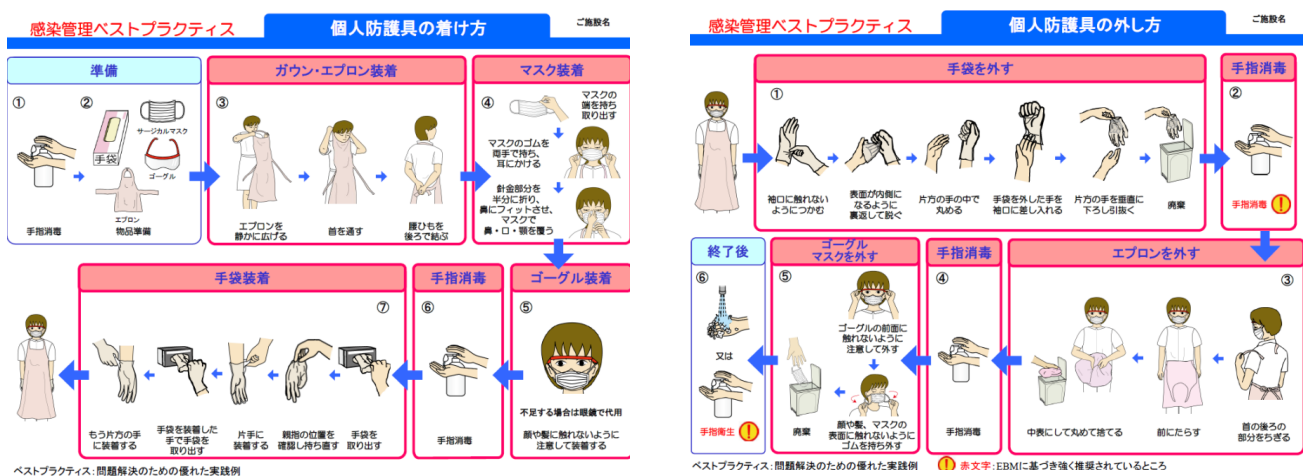 感染管理ベストプラクティス
個人防護具の着け方
ご施設名
準備
①
②
サージカルマスク
手袋
ゴーグル
エプロン
手指消毒
物品準備
ガウン・エプロン装着
③
エプロンを
静かに広げる
首を通す
腰ひもを
後ろで結ぶ
マスク装着
④
マスクの
端を持ち
取り出す
マスクのゴムを
両手で持ち、
耳にかける
針金部分を
半分に折り、
鼻にフィットさせ、
マスクで
鼻・口・顎を覆う
ゴーグル装着
⑤
不足する場合は眼鏡で代用
顔や髪に触れないように
注意して装着する
手指消毒
⑥
手指消毒
手袋装着
⑦
手袋を
取り出す
親指の位置を
確認し持ち直す
片手に
装着する
手袋を装着した
手で手袋を
取り出す
もう片方の手
に装着する
ベストプラクティス：問題解決のための優れた実践例
感染管理ベストプラクティス
個人防護具の外し方
ご施設名
手袋を外す
①
袖口に触れない
ようにつかむ
表面が内側に
なるように
裏返して脱ぐ
片方の手の中で
丸める
手袋を外した手を
袖口に差し入れる
片方の手を垂直に
下ろし引抜く
廃棄
手指消毒
②
手指消毒
エプロンを外す
③
首の後ろの
部分をちぎる
前にたらす
中表にして丸めて捨てる
手指消毒
④
手指消毒
ゴーグル
マスクを外す
⑤
ゴーグルの前面に
触れないように
注意して外す
顔や髪、マスクの
表面に触れないように
ゴムを持ち外す
廃棄
終了後
⑥
又は
手指衛生
ベストプラクティス：問題解決のための優れた実践例
赤文字：EBMに基づき強く推奨されているところ